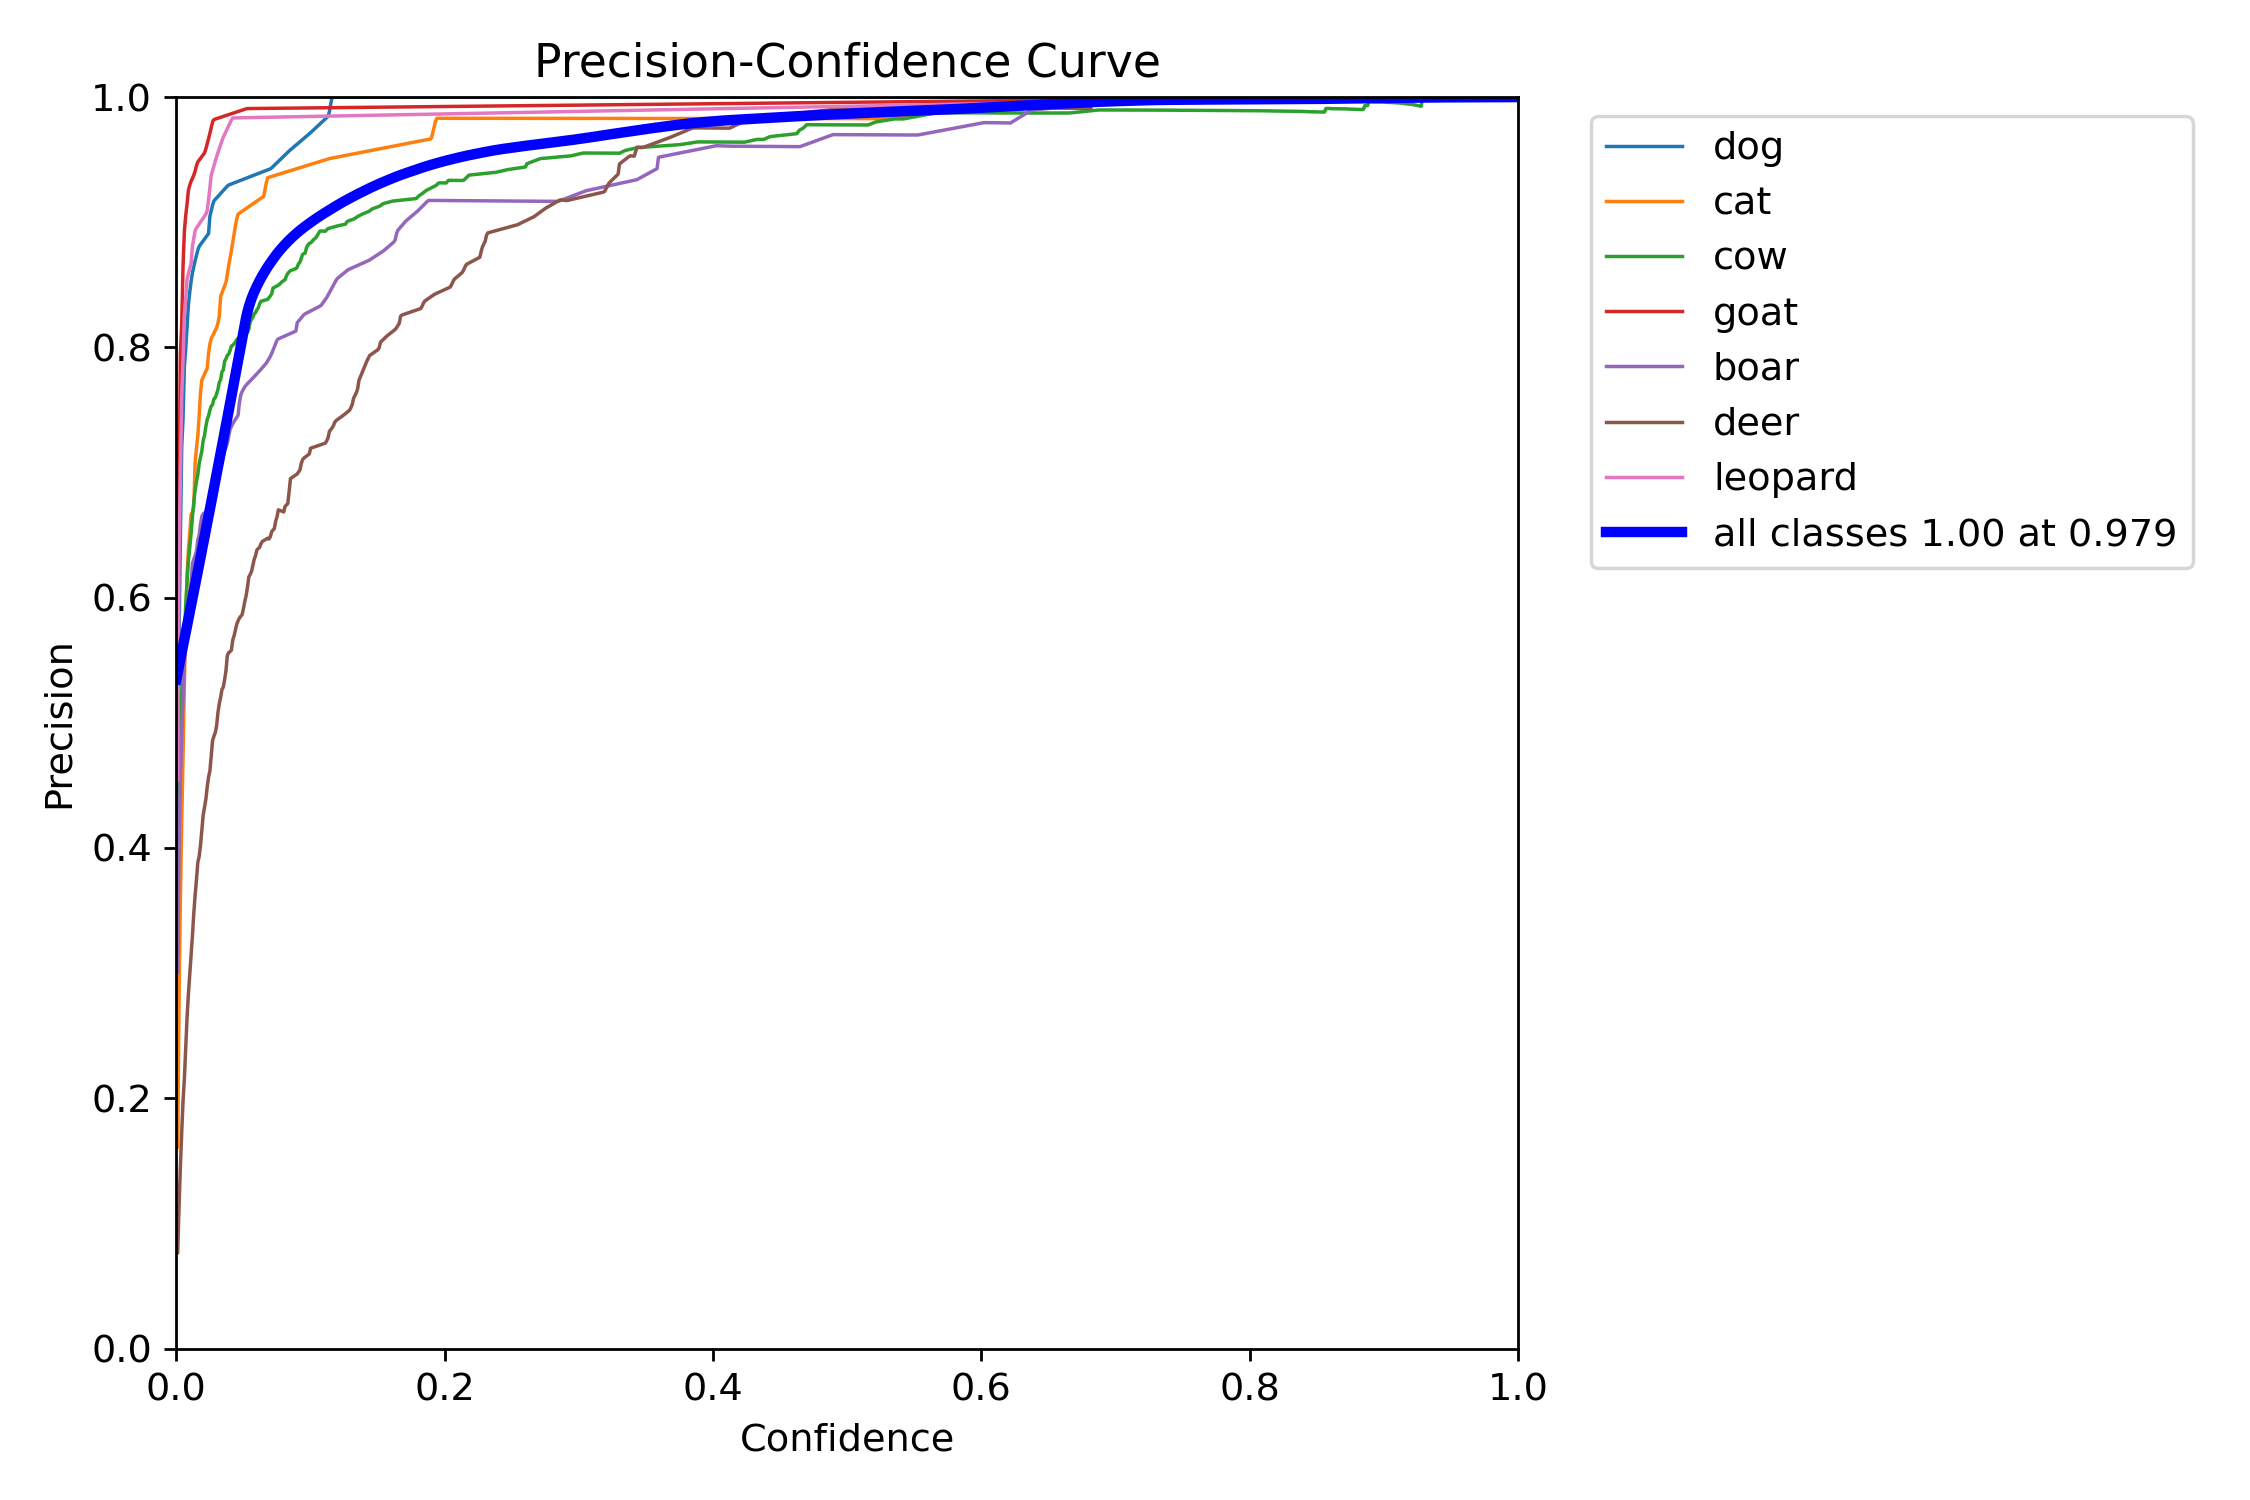 Precision-Confidence Curve
1.0
0.8
0.6
0.4
0.2
0.0
Precision
0.0 0.2 0.4 0.6 0.8 1.0
Confidence
dog
cat
cow
goat
boar
deer
leopard
all classes 1.00 at 0.979